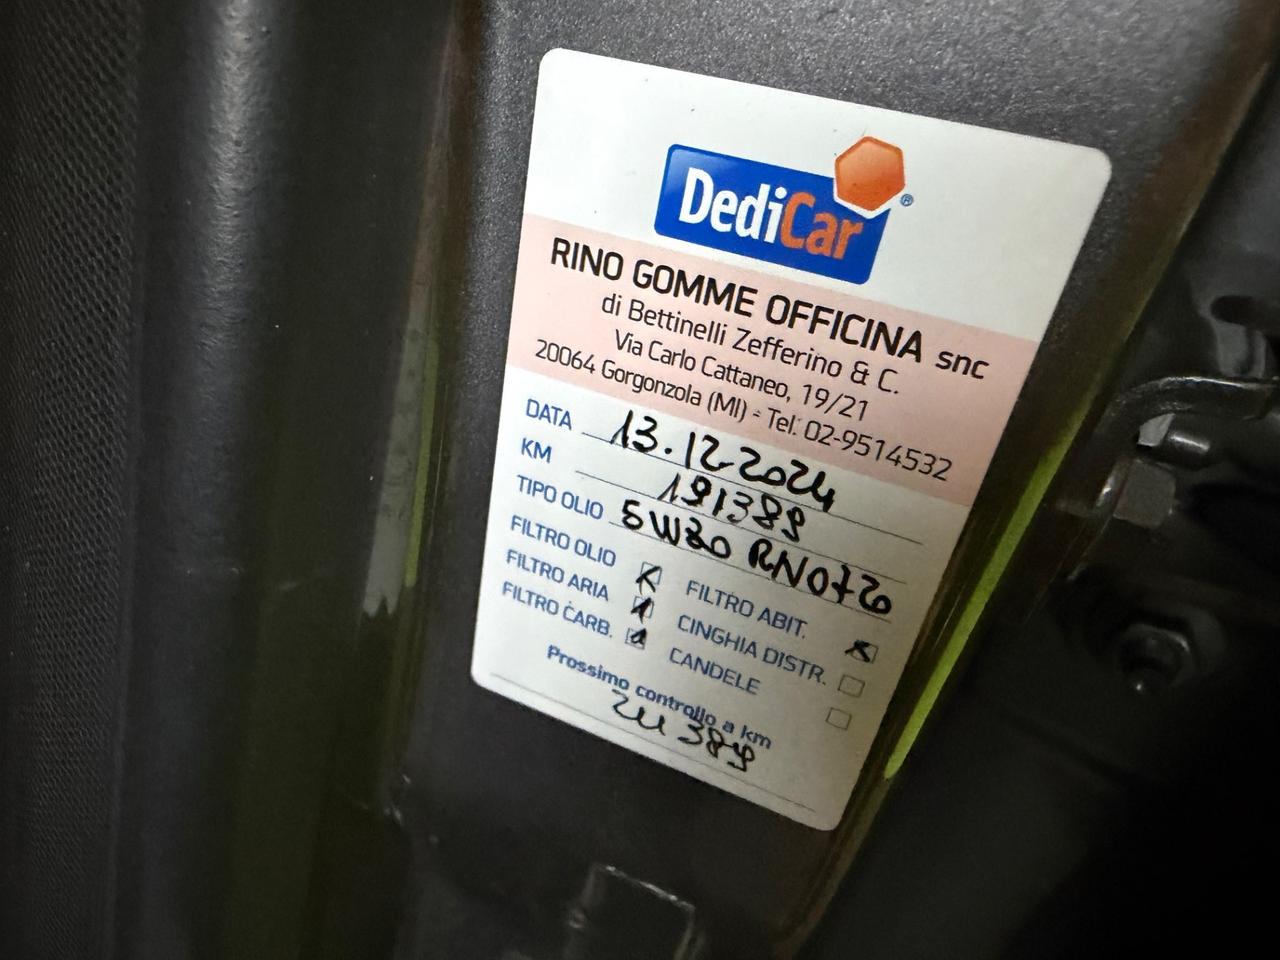 DediCar®
RINO GOMME OFFICINA snc
di Bettinelli Zefferino & C.
Via Carlo Cattaneo, 19/21
20064 Gorgonzola (MI) - Tel. 02-9514532
DATA 13.12.2024
KM 191389
TIPO OLIO 5W30 RN0720
FILTRO OLIO FILTRO ABIT.
FILTRO ARIA CINGHIA DISTR.
FILTRO CARB. CANDELE
Prossimo controllo a km
211389